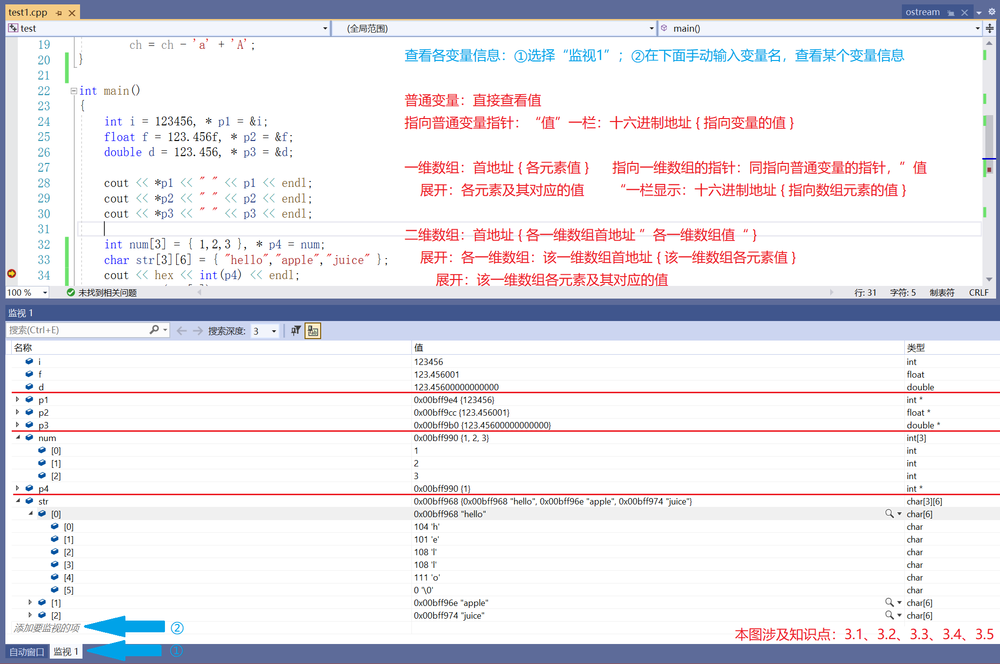 test1.cpp
ostream
test
(全局范围)
main()
19 ch = ch - 'a' + 'A';
20 }
21
22 int main()
23 {
24 int i = 123456, * p1 = &i;
25 float f = 123.456f, * p2 = &f;
26 double d = 123.456, * p3 = &d;
27
28 cout << *p1 << " " << p1 << endl;
29 cout << *p2 << " " << p2 << endl;
30 cout << *p3 << " " << p3 << endl;
31
32 int num[3] = { 1,2,3 }, * p4 = num;
33 char str[3][6] = { "hello","apple","juice" };
34 cout << hex << int(p4) << endl;
查看各变量信息：①选择“监视1”；②在下面手动输入变量名，查看某个变量信息
普通变量：直接查看值
指向普通变量指针：“值”一栏：十六进制地址 { 指向变量的值 }
一维数组：首地址 { 各元素值 }
展开：各元素及其对应的值
指向一维数组的指针：同指向普通变量的指针，”值
“一栏显示：十六进制地址 { 指向数组元素的值 }
二维数组：首地址 { 各一维数组首地址 ” 各一维数组值 “ }
展开：各一维数组：该一维数组首地址 { 该一维数组各元素值 }
展开：该一维数组各元素及其对应的值
100 %
未找到相关问题
行: 31
字符: 5
制表符
CRLF
监视 1
搜索(Ctrl+E)
搜索深度:
3
名称 值 类型
i 123456 int
f 123.456001 float
d 123.45600000000000 double
p1 0x00bff9e4 {123456} int *
p2 0x00bff9cc {123.456001} float *
p3 0x00bff9b0 {123.45600000000000} double *
num 0x00bff990 {1, 2, 3} int[3]
[0] 1 int
[1] 2 int
[2] 3 int
p4 0x00bff990 {1} int *
str 0x00bff968 {0x00bff968 "hello", 0x00bff96e "apple", 0x00bff974 "juice"} char[3][6]
[0] 0x00bff968 "hello" char[6]
[0] 104 'h' char
[1] 101 'e' char
[2] 108 'l' char
[3] 108 'l' char
[4] 111 'o' char
[5] 0 '\0' char
[1] 0x00bff96e "apple" char[6]
[2] 0x00bff974 "juice" char[6]
添加要监视的项
②
本图涉及知识点：3.1、3.2、3.3、3.4、3.5
自动窗口
监视 1
①